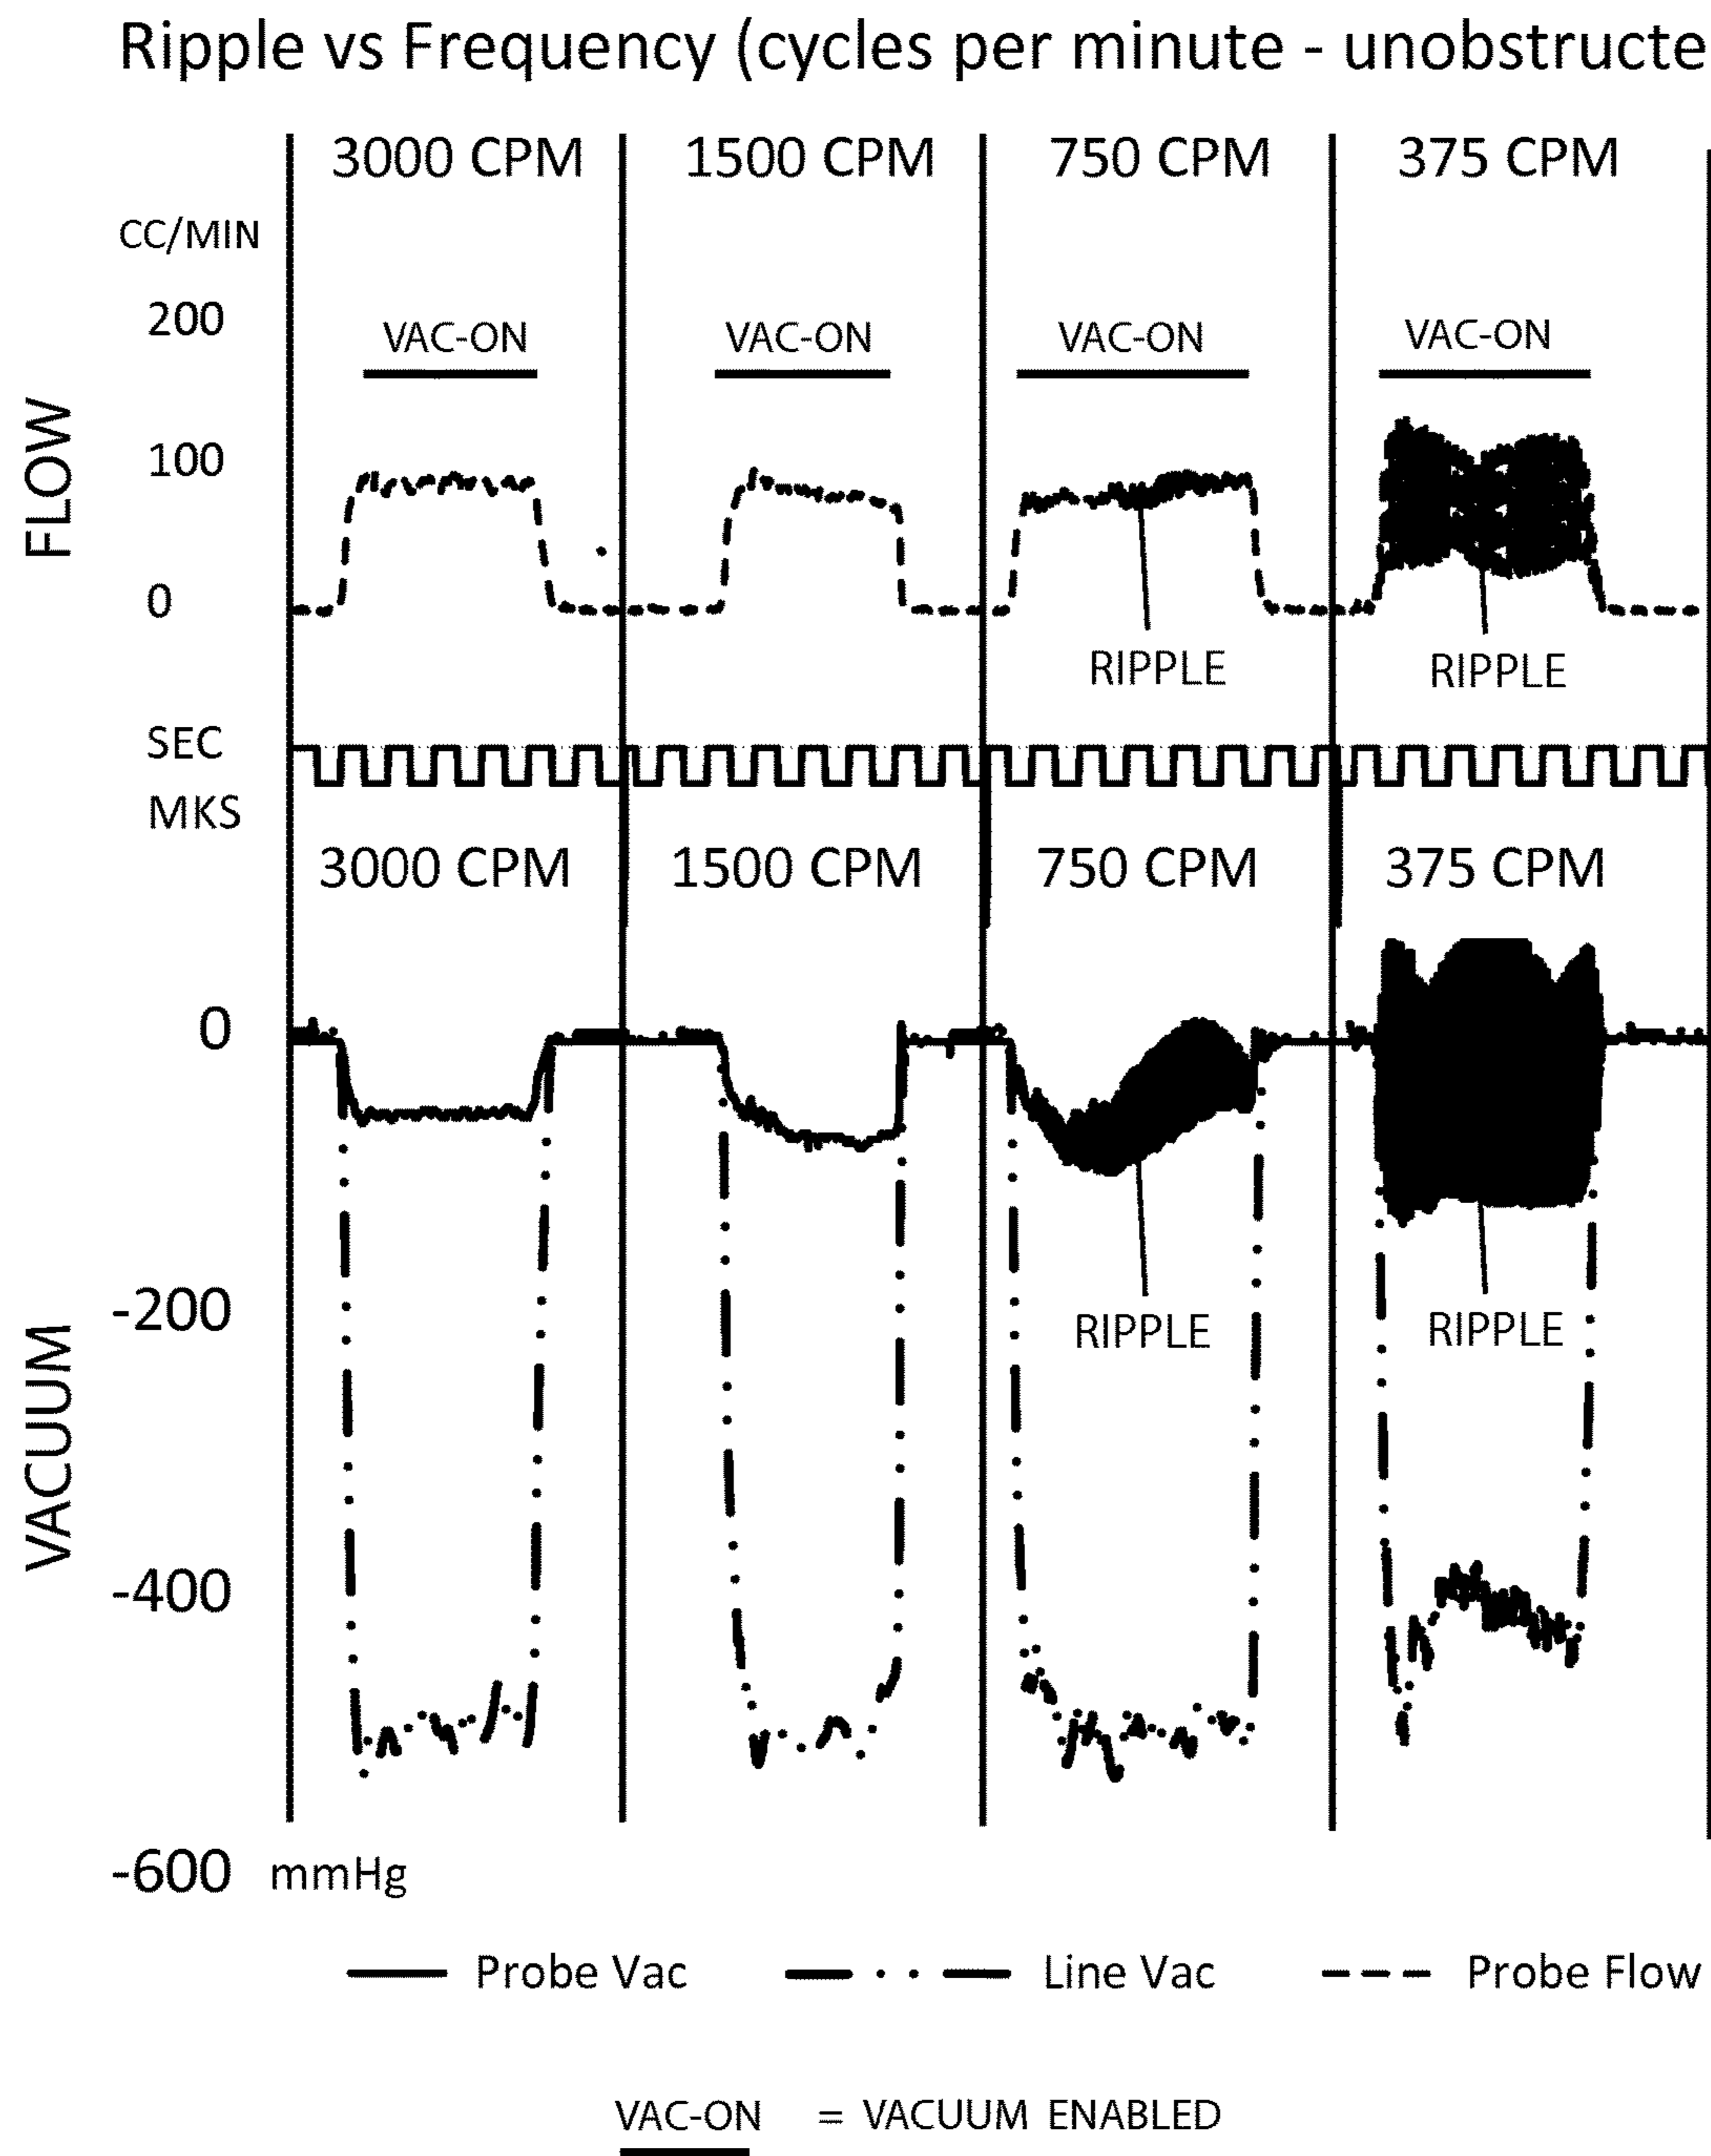 Ripple vs Frequency (cycles per minute - unobstructe
3000 CPM 1500 CPM 750 CPM 375 CPM
CC/MIN
200
VAC-ON VAC-ON VAC-ON VAC-ON
FLOW
100
0
RIPPLE RIPPLE
SEC
MKS
3000 CPM 1500 CPM 750 CPM 375 CPM
0
-200
RIPPLE RIPPLE
VACUUM
-400
-600 mmHg
Probe Vac Line Vac Probe Flow
VAC-ON = VACUUM ENABLED